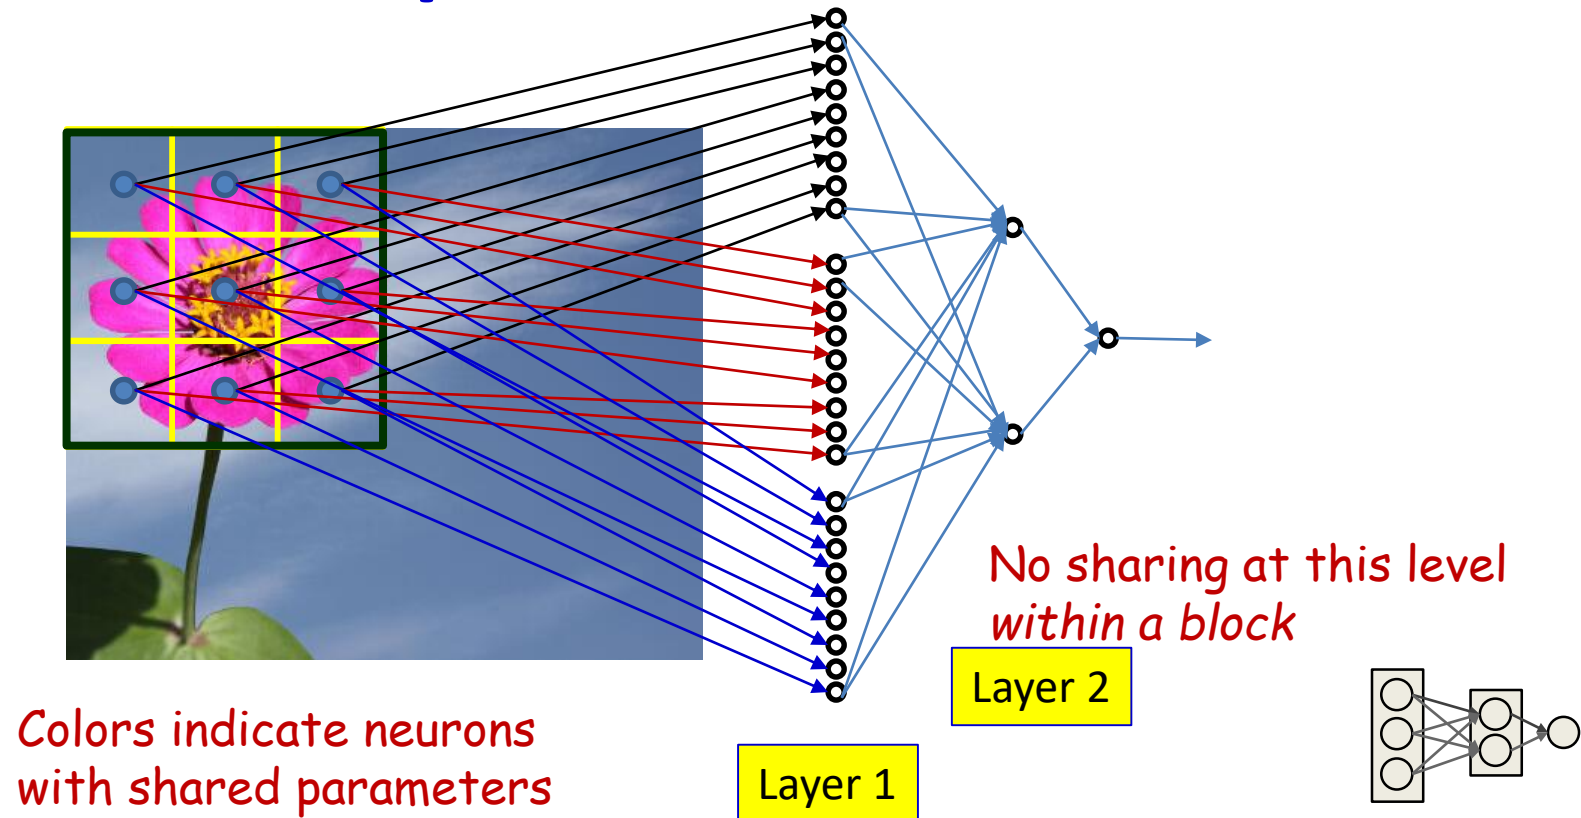 No sharing at this level
within a block
Layer 2
Colors indicate neurons
with shared parameters
Layer 1